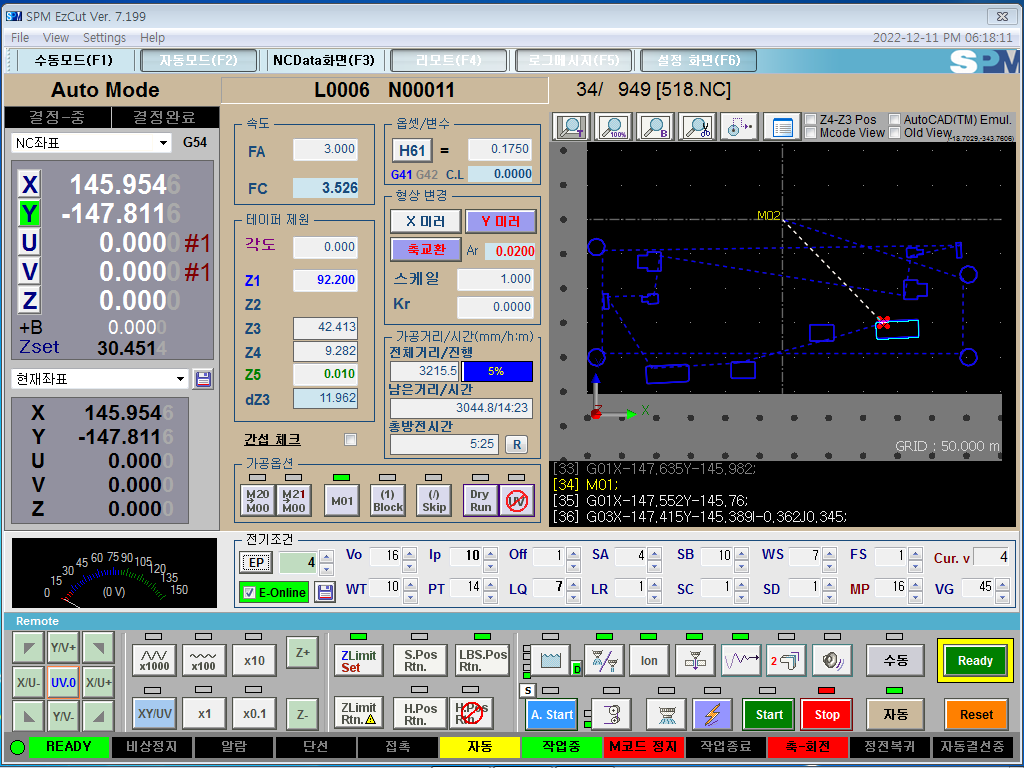 SPM EzCut Ver. 7.199
File View Settings Help
2022-12-11 PM 06:18:11
수동모드(F1) 자동모드(F2) NCData화면(F3) 리모트(F4) 로그메시지(F5) 설정 화면(F6)
SPM
Auto Mode
L0006 N00011
34/ 949 [518.NC]
결정-중 결정완료
NC좌표 G54
X 145.9546
Y -147.8116
U 0.0000 #1
V 0.0000 #1
Z 0.0000
+B 0.0000
Zset 30.4514
현재좌표
X 145.9546
Y -147.8116
U 0.0000
V 0.0000
Z 0.0000
속도
FA 3.000
FC 3.526
테이퍼 제원
각도 0.000
Z1 92.200
Z2
Z3 42.413
Z4 9.282
Z5 0.010
dZ3 11.962
간섭 체크
옵셋/변수
H61 = 0.1750
G41 G42 C.L 0.0000
형상 변경
X 미러 Y 미러
축교환 Ar 0.0200
스케일 1.000
Kr 0.0000
가공거리/시간(mm/h:m)
전체거리/진행
3215.5 5%
남은거리/시간
3044.8/14:23
총방전시간
5:25 R
가공옵션
M20 M00 M21 M00 M01 (1) Block (/) Skip Dry Run UV
T 100% B
Z4-Z3 Pos AutoCAD(TM) Emul.
Mcode View Old View
-18.7029,-343.7606)
M02
X
GRID : 50.000 m
[33] G01X-147,635Y-145,982;
[34] M01;
[35] G01X-147,552Y-145,76;
[36] G03X-147,415Y-145,389I-0,362J0,345;
0 15 30 45 60 75 90 105 120 135 150
(0 V)
전기조건
EP 4
E-Online
Vo 16 Ip 10 Off 1 SA 4 SB 10 WS 7 FS 1 Cur. v 4
WT 10 PT 14 LQ 7 LR 1 SC 1 SD 1 MP 16 VG 45
Remote
Y/V+ x1000 x100 x10 Z+ ZLimit Set S.Pos Rtn. LBS.Pos Rtn. D Ion 2 수동 Ready
X/U- UV.0 X/U+
Y/V- XY/UV x1 x0.1 Z- ZLimit Rtn. H.Pos Rtn. S A. Start Start Stop 자동 Reset
READY 비상정지 알람 단선 접촉 자동 작업중 M코드 정지 작업종료 축-회전 정전복귀 자동결선중